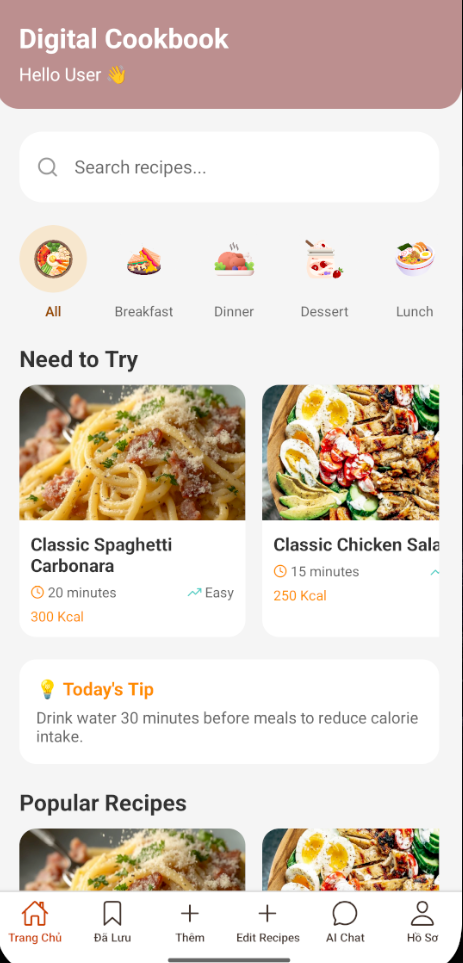 Digital Cookbook
Hello User 👋
Search recipes...
All
Breakfast
Dinner
Dessert
Lunch
Need to Try
Classic Spaghetti
Carbonara
20 minutes
Easy
300 Kcal
Classic Chicken Sala
15 minutes
250 Kcal
💡 Today's Tip
Drink water 30 minutes before meals to reduce calorie
intake.
Popular Recipes
Trang Chủ
Đã Lưu
Thêm
Edit Recipes
AI Chat
Hồ Sơ